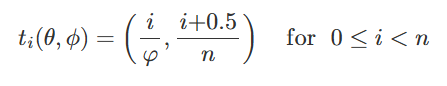 t_i(θ, ϕ) = (i/φ, (i+0.5)/n) for 0 ≤ i < n